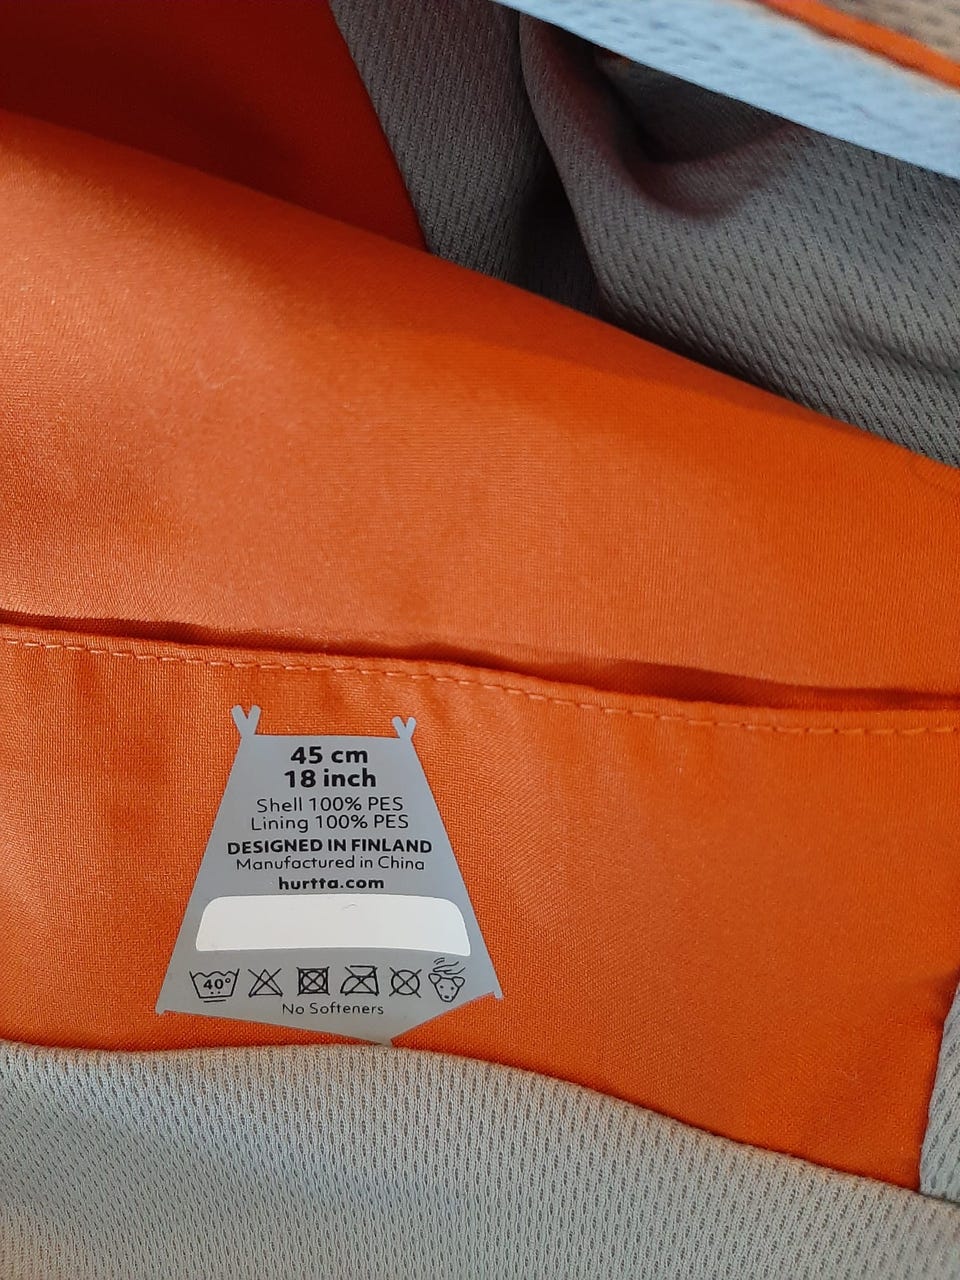 45 cm
18 inch
Shell 100% PES
Lining 100% PES
DESIGNED IN FINLAND
Manufactured in China
hurtta.com
40°
No Softeners